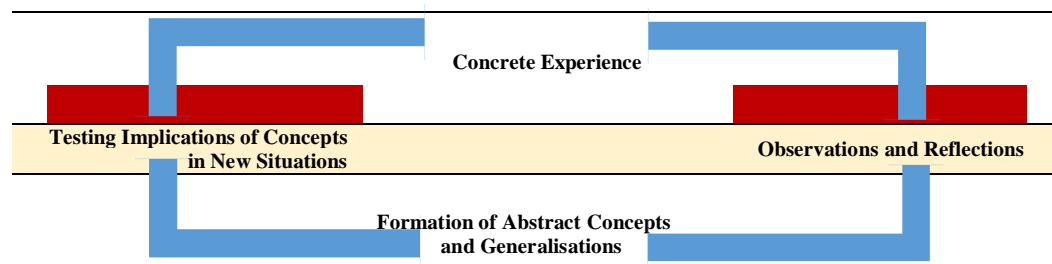 Concrete Experience
Testing Implications of Concepts
in New Situations
Observations and Reflections
Formation of Abstract Concepts
and Generalisations